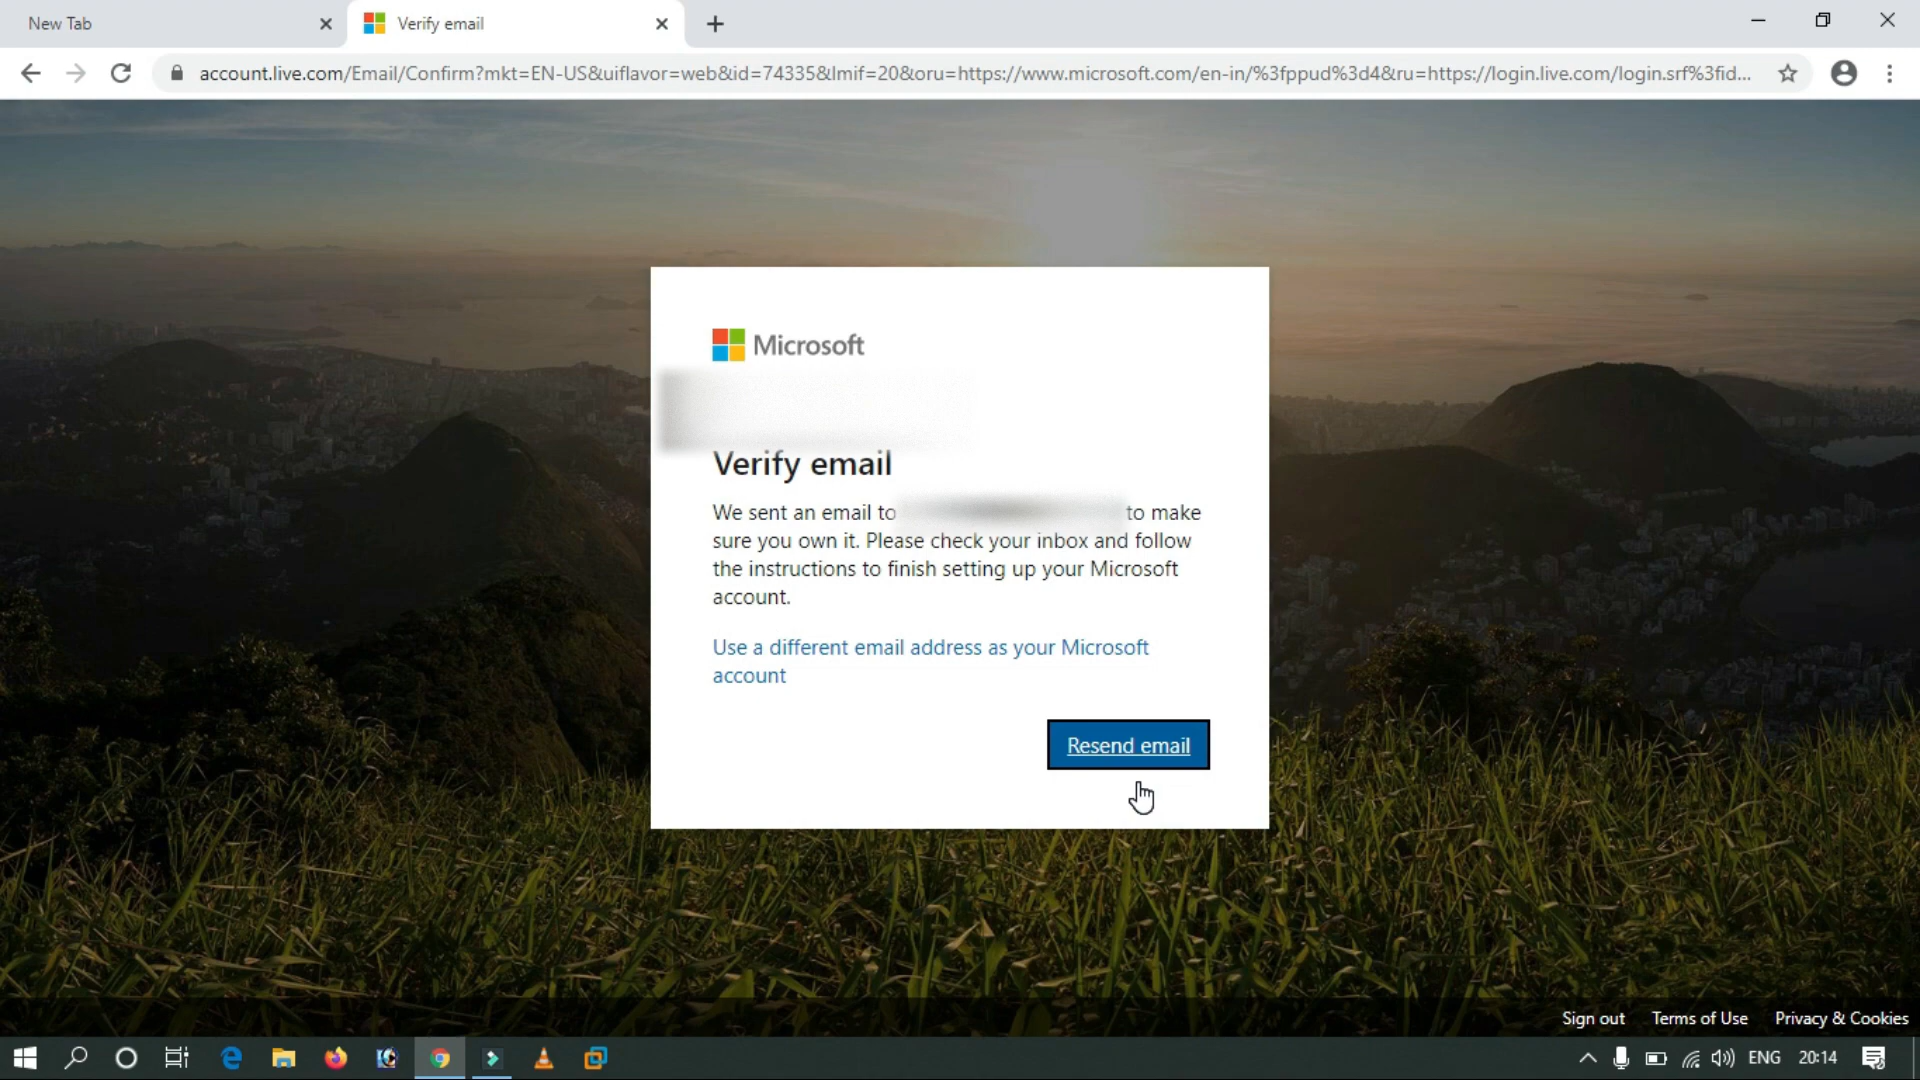 New Tab
Verify email
account.live.com/Email/Confirm?mkt=EN-US&uiflavor=web&id=74335&lmif=20&oru=https://www.microsoft.com/en-in/%3fppud%3d4&ru=https://login.live.com/login.srf%3fid...
Microsoft
Verify email
We sent an email to to make
sure you own it. Please check your inbox and follow
the instructions to finish setting up your Microsoft
account.
Use a different email address as your Microsoft
account
Resend email
Sign out Terms of Use Privacy & Cookies
ENG 20:14